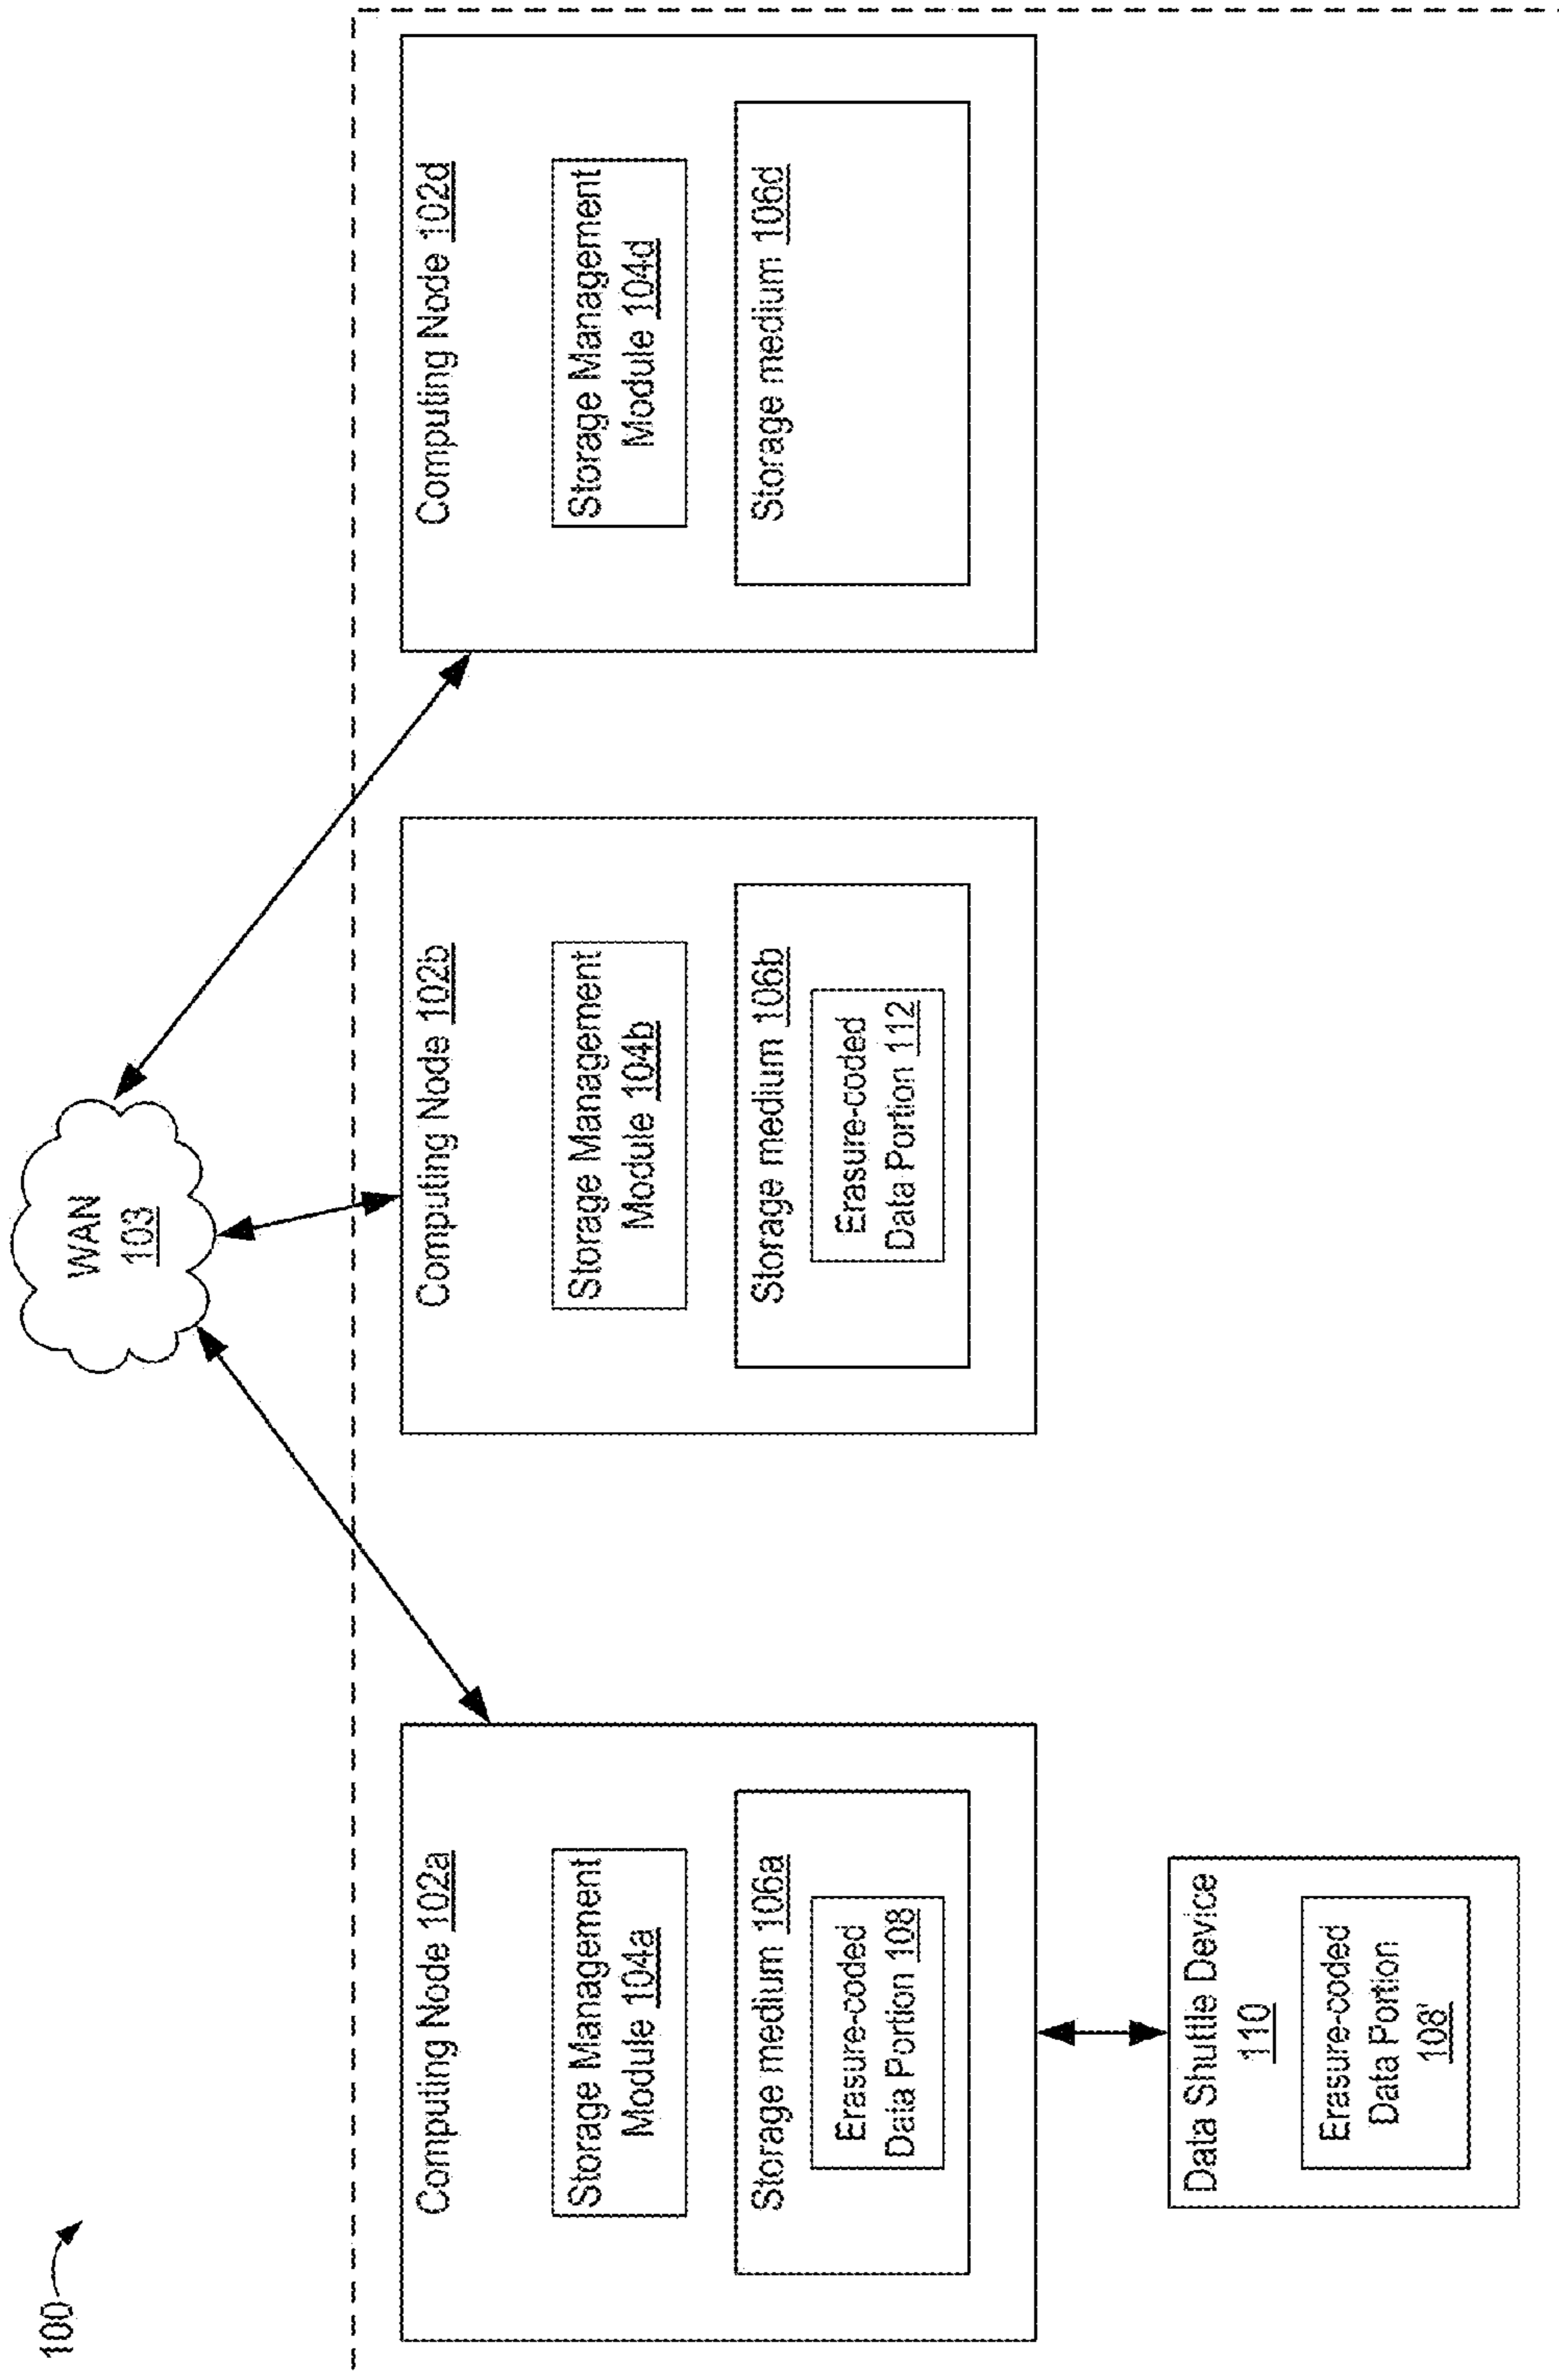 100
WAN
103
Computing Node 102a
Storage Management
Module 104a
Storage medium 106a
Erasure-coded
Data Portion 108
Computing Node 102b
Storage Management
Module 104b
Storage medium 106b
Erasure-coded
Data Portion 112
Computing Node 102d
Storage Management
Module 104d
Storage medium 106d
Data Shuttle Device
110
Erasure-coded
Data Portion
108'